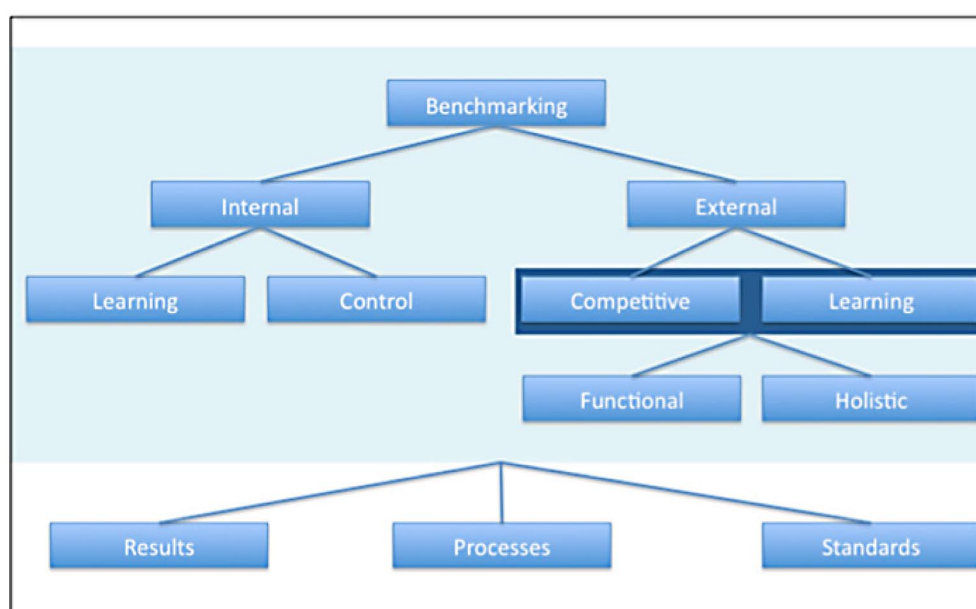 Benchmarking
Internal
External
Learning
Control
Competitive
Learning
Functional
Holistic
Results
Processes
Standards